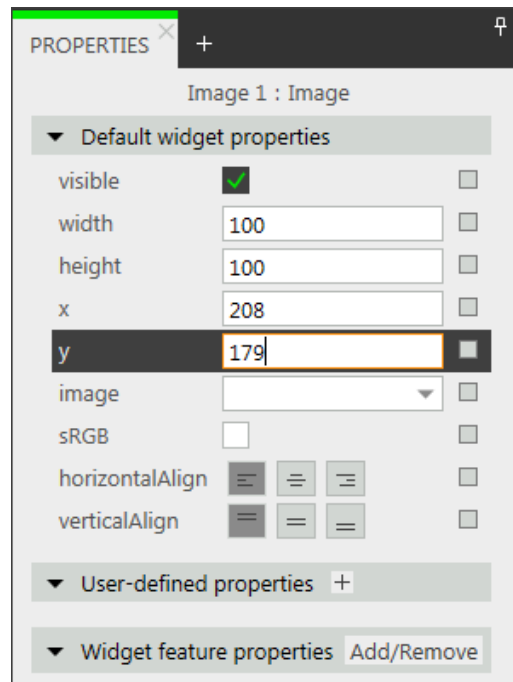 PROPERTIES +
Image 1 : Image
Default widget properties
visible
width 100
height 100
x 208
y 179
image
sRGB
horizontalAlign
verticalAlign
User-defined properties +
Widget feature properties Add/Remove